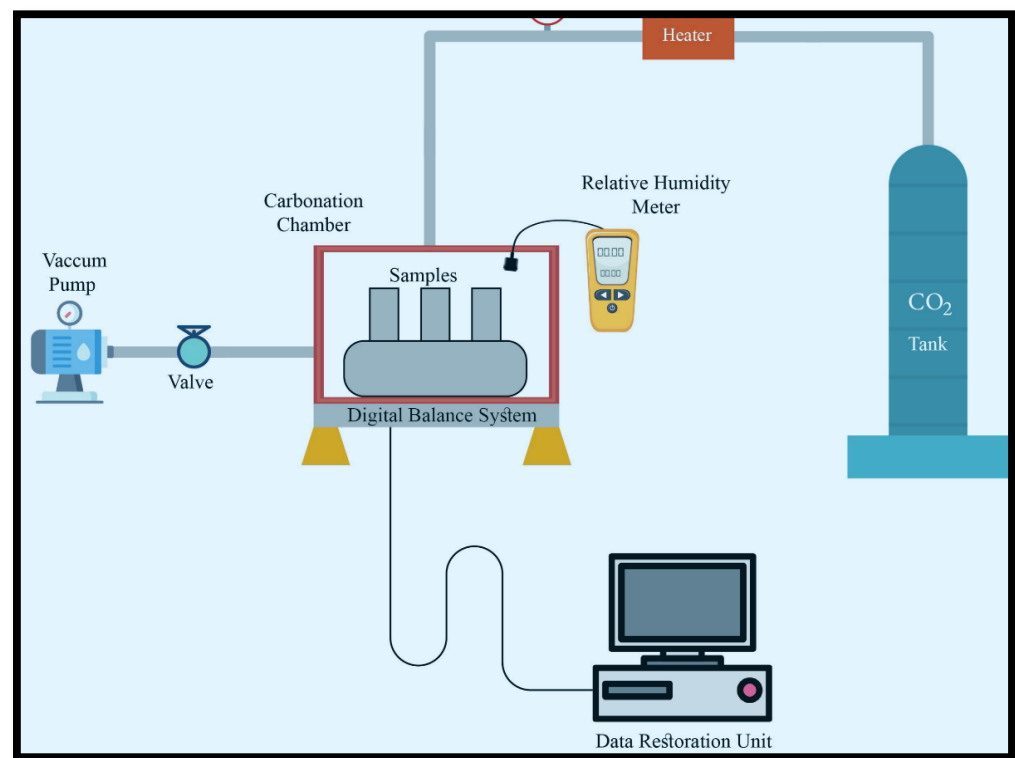 Heater
Relative Humidity
Meter
Carbonation
Chamber
Vaccum
Pump
Samples
00.00
00.00
CO₂
Tank
Valve
Digital Balance System
Data Restoration Unit